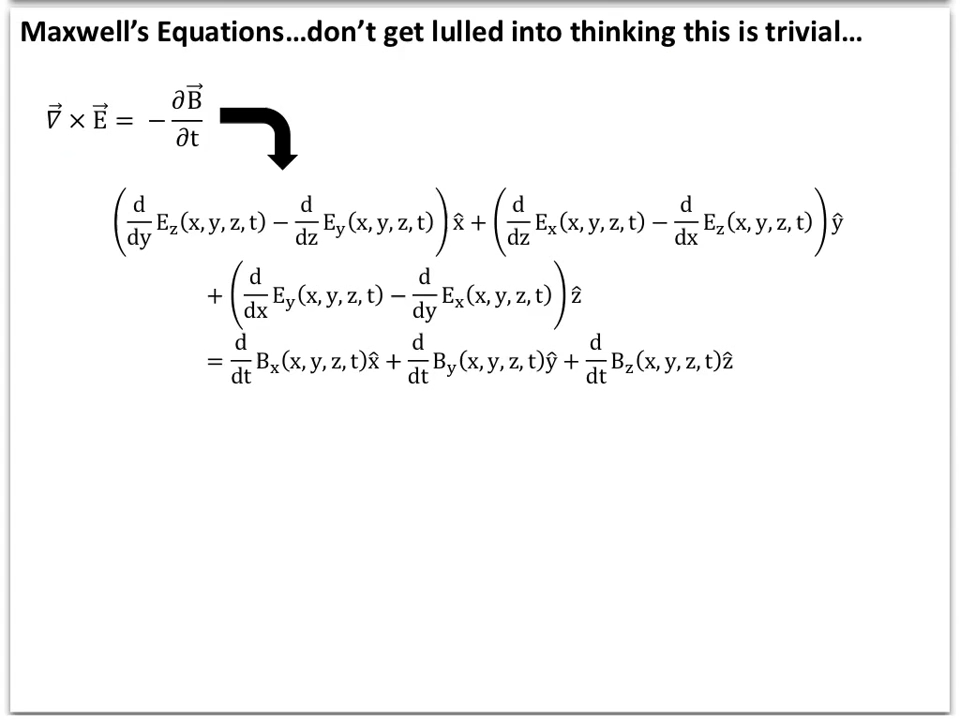 Maxwell’s Equations…don’t get lulled into thinking this is trivial…
∇⃗ × E⃗ = − ∂B⃗/∂t
(d/dy E_z(x, y, z, t) − d/dz E_y(x, y, z, t)) x̂ + (d/dz E_x(x, y, z, t) − d/dx E_z(x, y, z, t)) ŷ
+ (d/dx E_y(x, y, z, t) − d/dy E_x(x, y, z, t)) ẑ
= d/dt B_x(x, y, z, t)x̂ + d/dt B_y(x, y, z, t)ŷ + d/dt B_z(x, y, z, t)ẑ